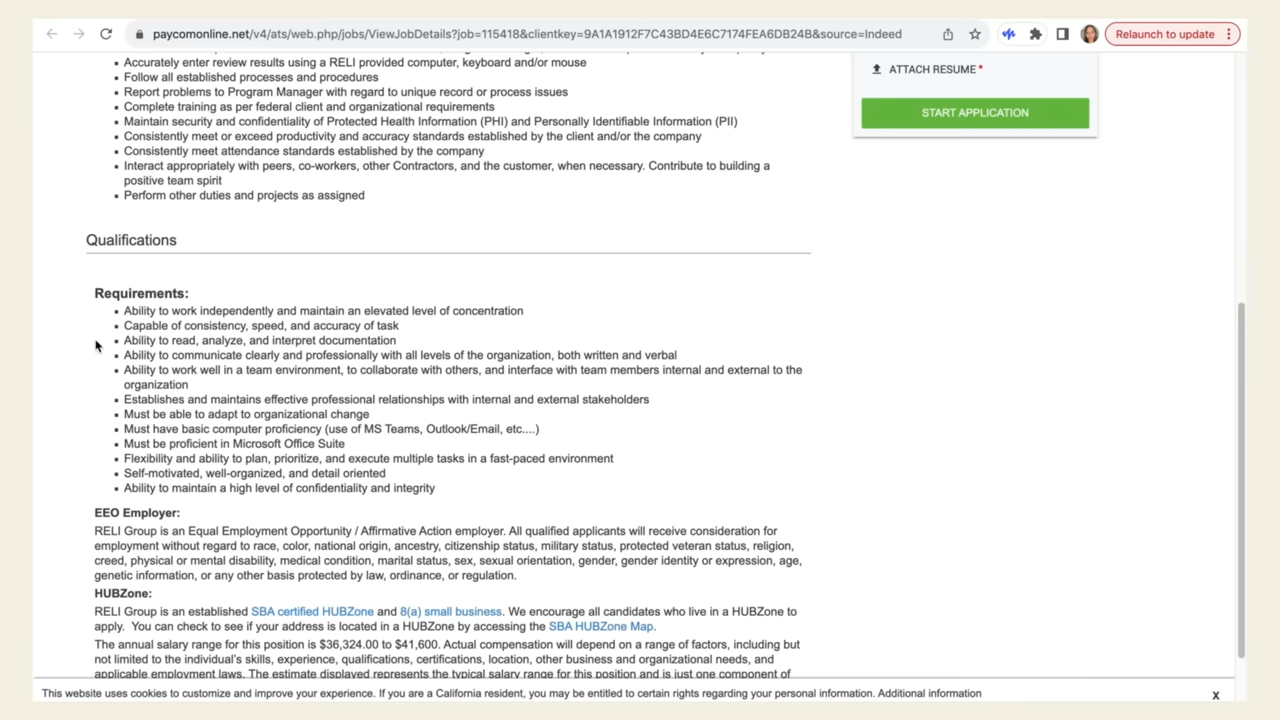 paycomonline.net/v4/ats/web.php/jobs/ViewJobDetails?job=115418&clientkey=9A1A1912F7C43BD4E6C7174FEA6DB24B&source=Indeed
Relaunch to update
Accurately enter review results using a RELI provided computer, keyboard and/or mouse
Follow all established processes and procedures
Report problems to Program Manager with regard to unique record or process issues
Complete training as per federal client and organizational requirements
Maintain security and confidentiality of Protected Health Information (PHI) and Personally Identifiable Information (PII)
Consistently meet or exceed productivity and accuracy standards established by the client and/or the company
Consistently meet attendance standards established by the company
Interact appropriately with peers, co-workers, other Contractors, and the customer, when necessary. Contribute to building a
positive team spirit
Perform other duties and projects as assigned
ATTACH RESUME *
START APPLICATION
Qualifications
Requirements:
Ability to work independently and maintain an elevated level of concentration
Capable of consistency, speed, and accuracy of task
Ability to read, analyze, and interpret documentation
Ability to communicate clearly and professionally with all levels of the organization, both written and verbal
Ability to work well in a team environment, to collaborate with others, and interface with team members internal and external to the
organization
Establishes and maintains effective professional relationships with internal and external stakeholders
Must be able to adapt to organizational change
Must have basic computer proficiency (use of MS Teams, Outlook/Email, etc....)
Must be proficient in Microsoft Office Suite
Flexibility and ability to plan, prioritize, and execute multiple tasks in a fast-paced environment
Self-motivated, well-organized, and detail oriented
Ability to maintain a high level of confidentiality and integrity
EEO Employer:
RELI Group is an Equal Employment Opportunity / Affirmative Action employer. All qualified applicants will receive consideration for
employment without regard to race, color, national origin, ancestry, citizenship status, military status, protected veteran status, religion,
creed, physical or mental disability, medical condition, marital status, sex, sexual orientation, gender, gender identity or expression, age,
genetic information, or any other basis protected by law, ordinance, or regulation.
HUBZone:
RELI Group is an established SBA certified HUBZone and 8(a) small business. We encourage all candidates who live in a HUBZone to
apply. You can check to see if your address is located in a HUBZone by accessing the SBA HUBZone Map.
The annual salary range for this position is $36,324.00 to $41,600. Actual compensation will depend on a range of factors, including but
not limited to the individual's skills, experience, qualifications, certifications, location, other business and organizational needs, and
applicable employment laws. The estimate displayed represents the typical salary range for this position and is just one component of
This website uses cookies to customize and improve your experience. If you are a California resident, you may be entitled to certain rights regarding your personal information. Additional information
x